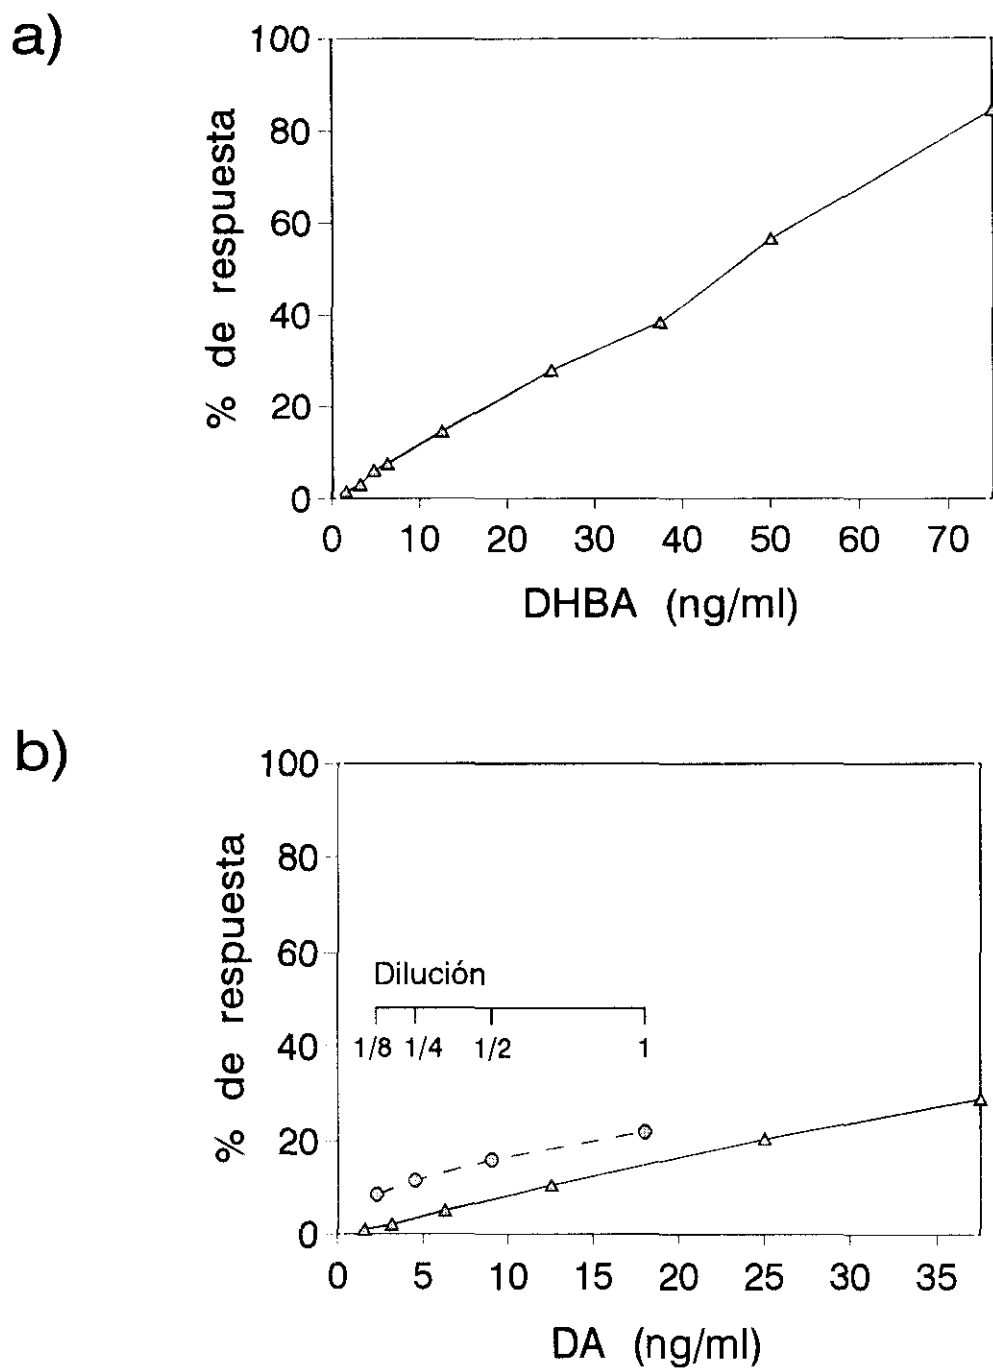 a)
100
80
60
40
20
0
% de respuesta
0 10 20 30 40 50 60 70
DHBA (ng/ml)
b)
100
80
60
40
20
0
% de respuesta
Dilución
1/8 1/4 1/2 1
0 5 10 15 20 25 30 35
DA (ng/ml)